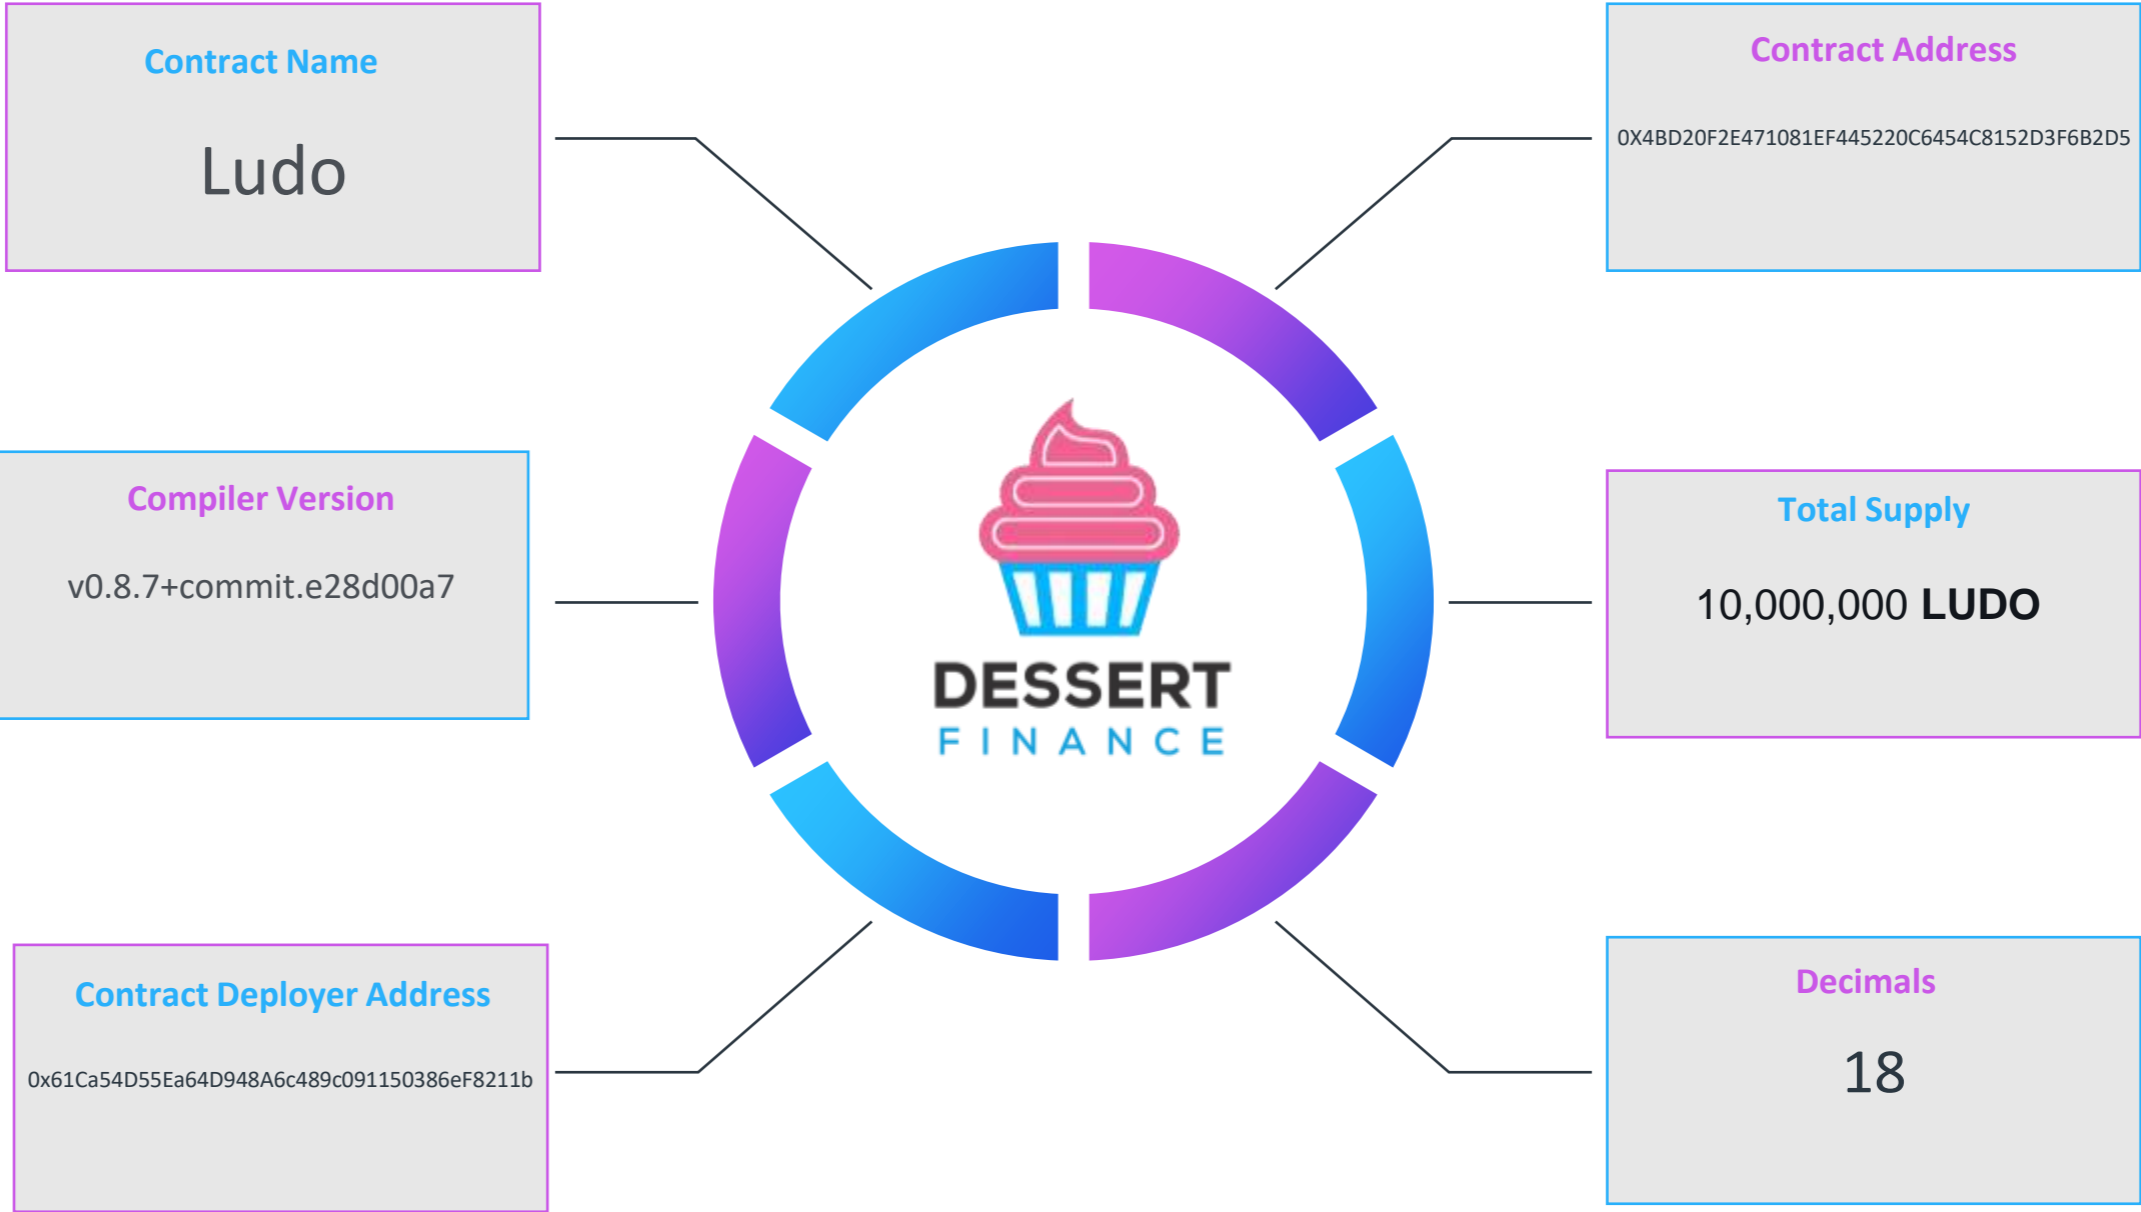 Contract Name
Ludo
Contract Address
0X4BD20F2E471081EF445220C6454C8152D3F6B2D5
Compiler Version
v0.8.7+commit.e28d00a7
DESSERT
FINANCE
Total Supply
10,000,000 LUDO
Contract Deployer Address
0x61Ca54D55Ea64D948A6c489c091150386eF8211b
Decimals
18